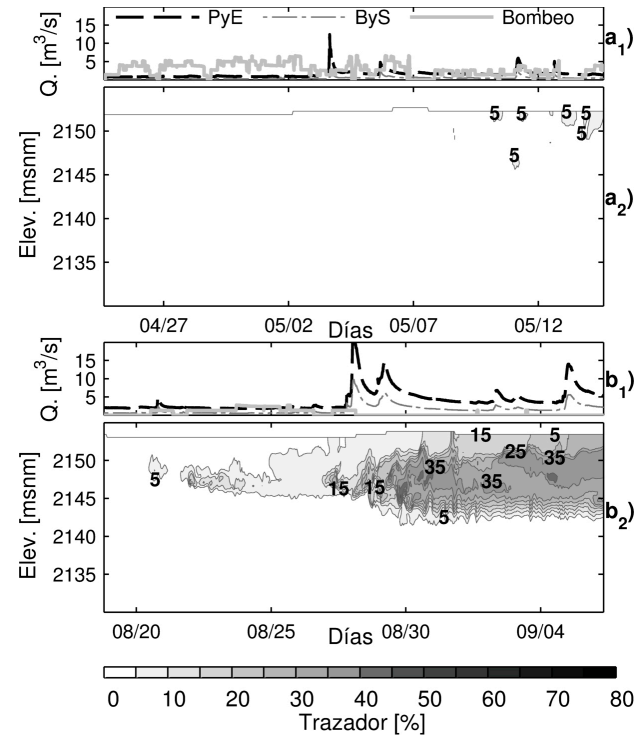 PyE ByS Bombeo
Q. [m³/s]
15
10
5
a₁)
Elev. [msnm]
2150
2145
2140
2135
5 5 5 5
5
5
a₂)
04/27 05/02 05/07 05/12
Días
Q. [m³/s]
15
10
5
b₁)
Elev. [msnm]
2150
2145
2140
2135
15 5
25
35 35
5 15 15 35
5
b₂)
08/20 08/25 08/30 09/04
Días
0 10 20 30 40 50 60 70 80
Trazador [%]